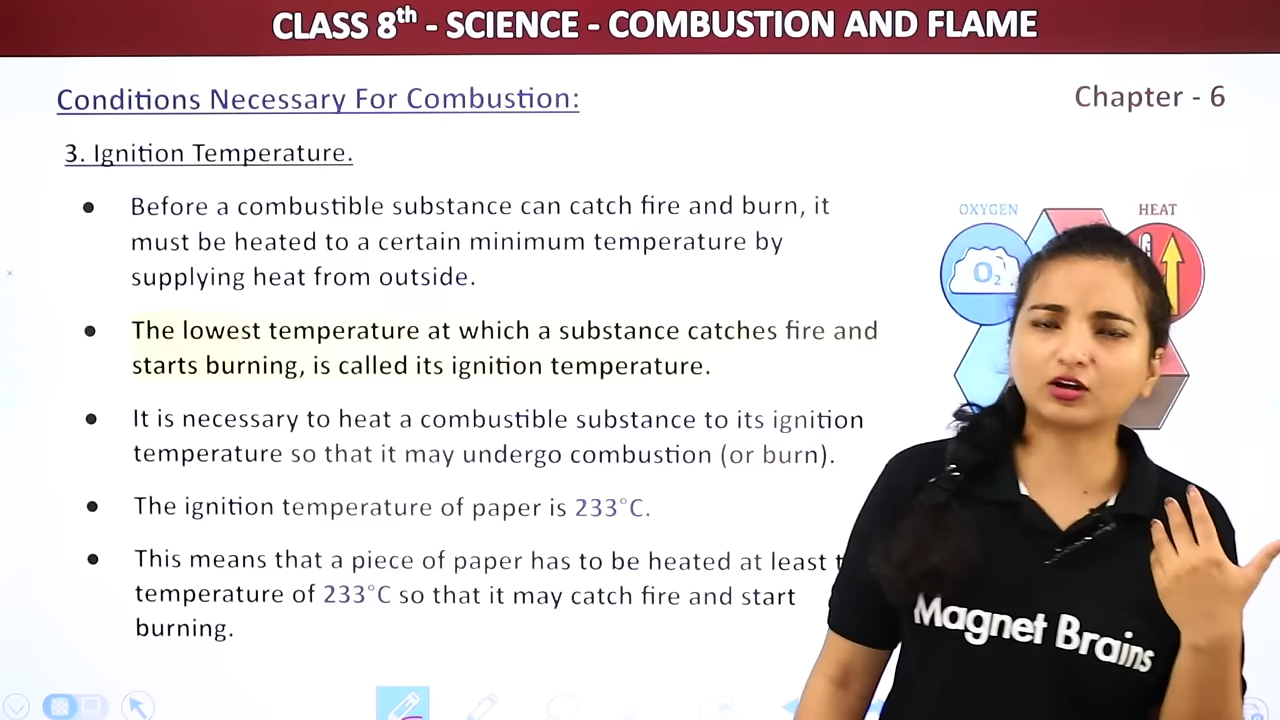 CLASS 8th - SCIENCE - COMBUSTION AND FLAME
Conditions Necessary For Combustion:
Chapter - 6
3. Ignition Temperature.
● Before a combustible substance can catch fire and burn, it
must be heated to a certain minimum temperature by
supplying heat from outside.
● The lowest temperature at which a substance catches fire and
starts burning, is called its ignition temperature.
● It is necessary to heat a combustible substance to its ignition
temperature so that it may undergo combustion (or burn).
● The ignition temperature of paper is 233°C.
● This means that a piece of paper has to be heated at least
temperature of 233°C so that it may catch fire and start
burning.
OXYGEN
HEAT
O2
Magnet Brains